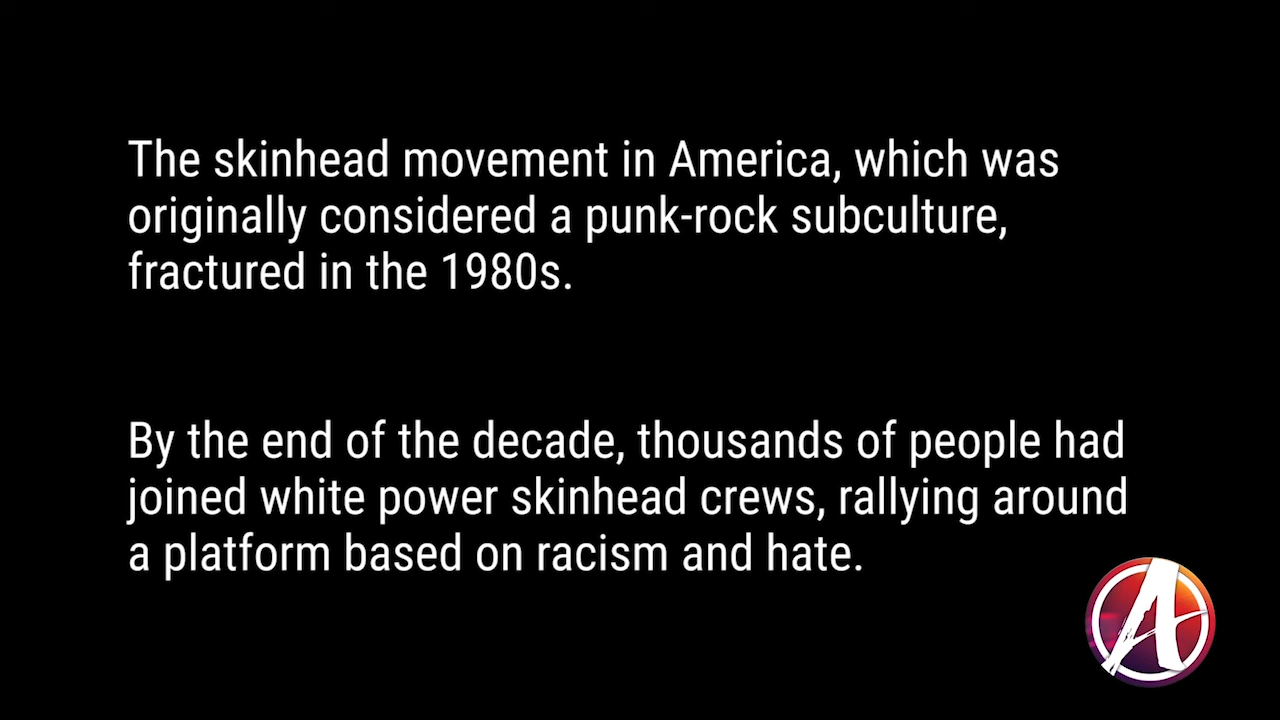 The skinhead movement in America, which was
originally considered a punk-rock subculture,
fractured in the 1980s.
By the end of the decade, thousands of people had
joined white power skinhead crews, rallying around
a platform based on racism and hate.
A